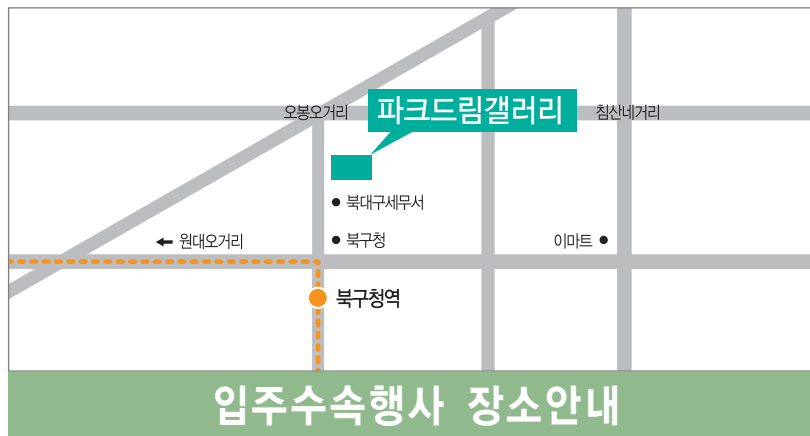 오봉오거리
파크드림갤러리
침산네거리
북대구세무서
원대오거리
북구청
이마트
북구청역
입주수속행사 장소안내